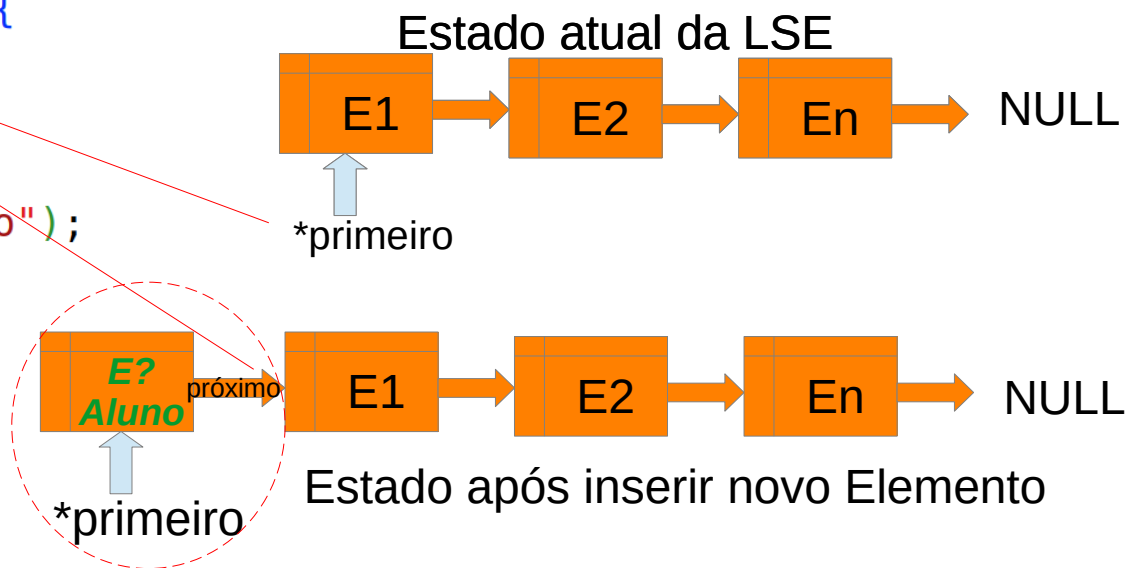 {
Estado atual da LSE
E1 E2 En NULL
o");
*primeiro
E? Aluno próximo E1 E2 En NULL
Estado após inserir novo Elemento
*primeiro